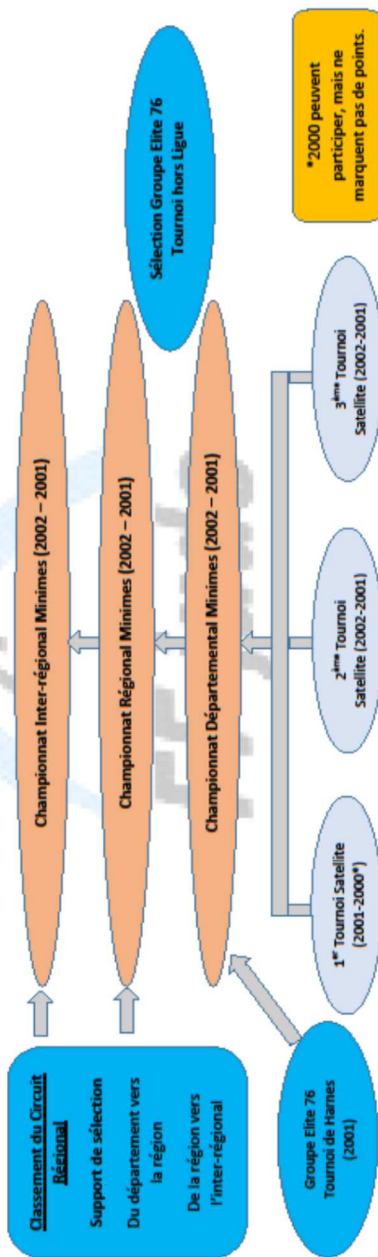 Classement du Circuit
Régional
Support de sélection
Du département vers
la région
De la région vers
l'inter-régional
Championnat Inter-régional Minimes (2002 – 2001)
Championnat Régional Minimes (2002 – 2001)
Championnat Départemental Minimes (2002 – 2001)
Sélection Groupe Elite 76
Tournoi hors Ligue
Groupe Elite 76
Tournoi de Harnes
(2001)
1er Tournoi Satellite
(2001-2000*)
2ème Tournoi
Satellite (2002-2001)
3ème Tournoi
Satellite (2002-2001)
*2000 peuvent
participer, mais ne
marquent pas de points.